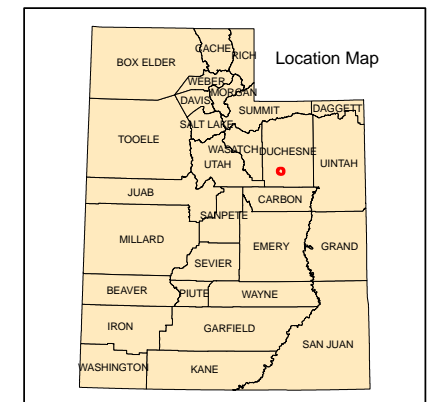 Location Map
CACHE
RICH
BOX ELDER
WEBER
MORGAN
DAVIS
SUMMIT
DAGGETT
SALT LAKE
TOOELE
WASATCH
DUCHESNE
UTAH
UINTAH
JUAB
CARBON
SANPETE
MILLARD
EMERY
GRAND
SEVIER
BEAVER
PIUTE
WAYNE
IRON
GARFIELD
SAN JUAN
WASHINGTON
KANE